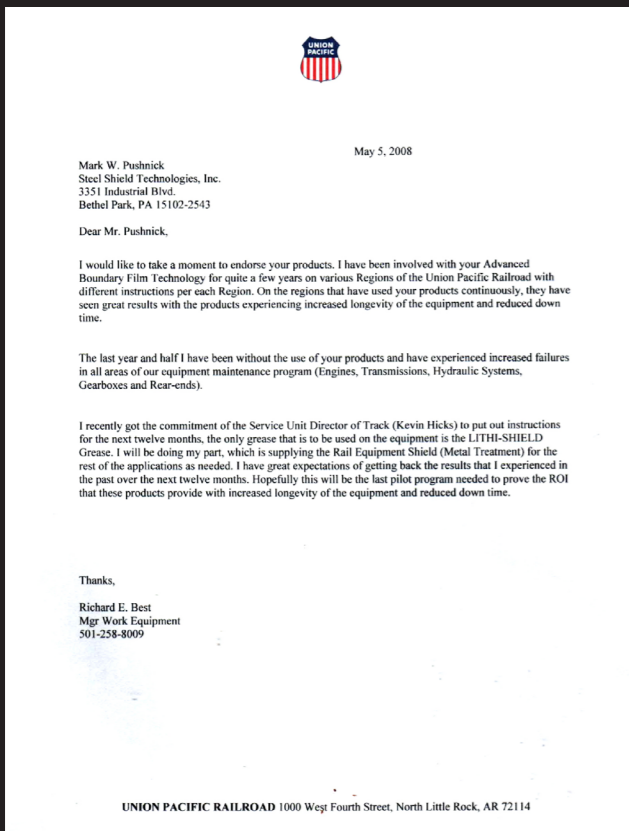 UNION
PACIFIC
May 5, 2008
Mark W. Pushnick
Steel Shield Technologies, Inc.
3351 Industrial Blvd.
Bethel Park, PA 15102-2543
Dear Mr. Pushnick,
I would like to take a moment to endorse your products. I have been involved with your Advanced
Boundary Film Technology for quite a few years on various Regions of the Union Pacific Railroad with
different instructions per each Region. On the regions that have used your products continuously, they have
seen great results with the products experiencing increased longevity of the equipment and reduced down
time.
The last year and half I have been without the use of your products and have experienced increased failures
in all areas of our equipment maintenance program (Engines, Transmissions, Hydraulic Systems,
Gearboxes and Rear-ends).
I recently got the commitment of the Service Unit Director of Track (Kevin Hicks) to put out instructions
for the next twelve months, the only grease that is to be used on the equipment is the LITHI-SHIELD
Grease. I will be doing my part, which is supplying the Rail Equipment Shield (Metal Treatment) for the
rest of the applications as needed. I have great expectations of getting back the results that I experienced in
the past over the next twelve months. Hopefully this will be the last pilot program needed to prove the ROI
that these products provide with increased longevity of the equipment and reduced down time.
Thanks,
Richard E. Best
Mgr Work Equipment
501-258-8009
UNION PACIFIC RAILROAD 1000 West Fourth Street, North Little Rock, AR 72114